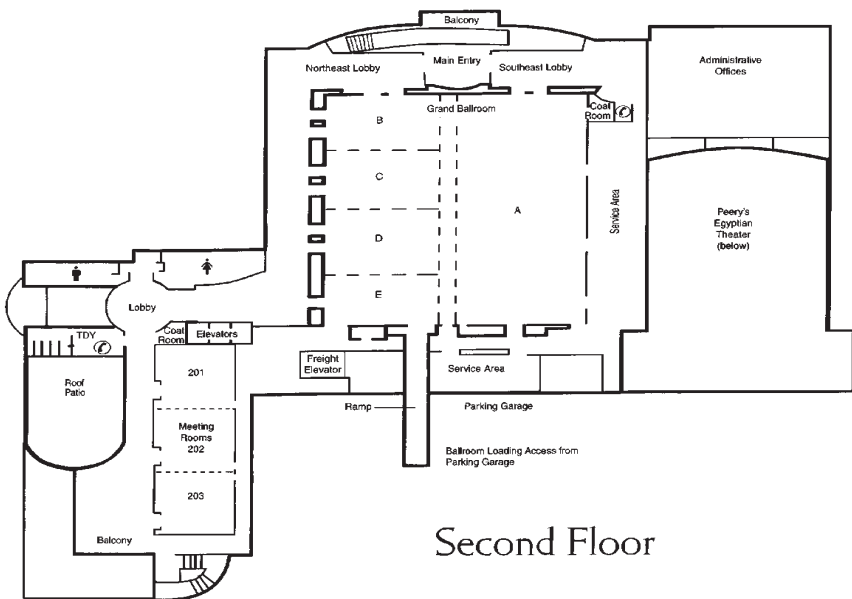 Balcony
Main Entry
Northeast Lobby
Southeast Lobby
Administrative
Offices
Grand Ballroom
Coat
Room
B
C
A
D
E
Service Area
Peery's
Egyptian
Theater
(below)
Lobby
TDY
Coat
Room
Elevators
Freight
Elevator
Service Area
201
Roof
Patio
Ramp
Parking Garage
Meeting
Rooms
202
Ballroom Loading Access from
Parking Garage
203
Balcony
Second Floor